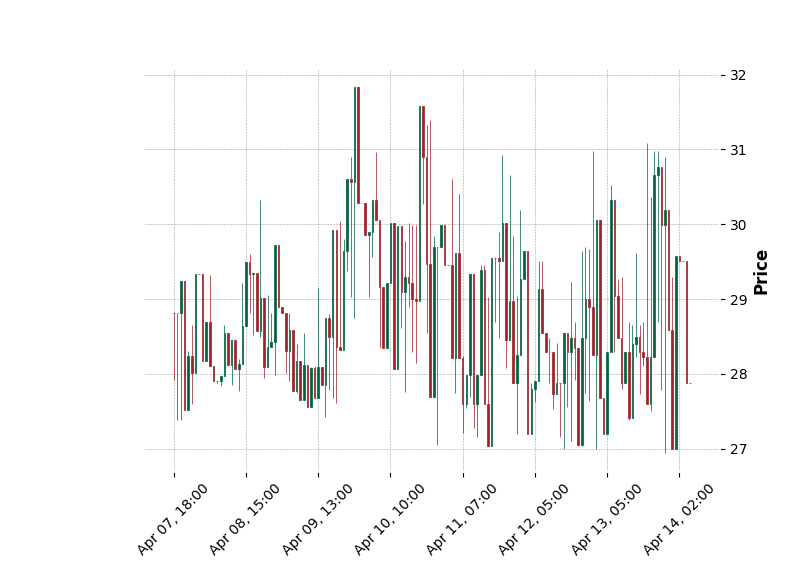 32
31
30
29
28
27
Price
Apr 07, 18:00
Apr 08, 15:00
Apr 09, 13:00
Apr 10, 10:00
Apr 11, 07:00
Apr 12, 05:00
Apr 13, 05:00
Apr 14, 02:00